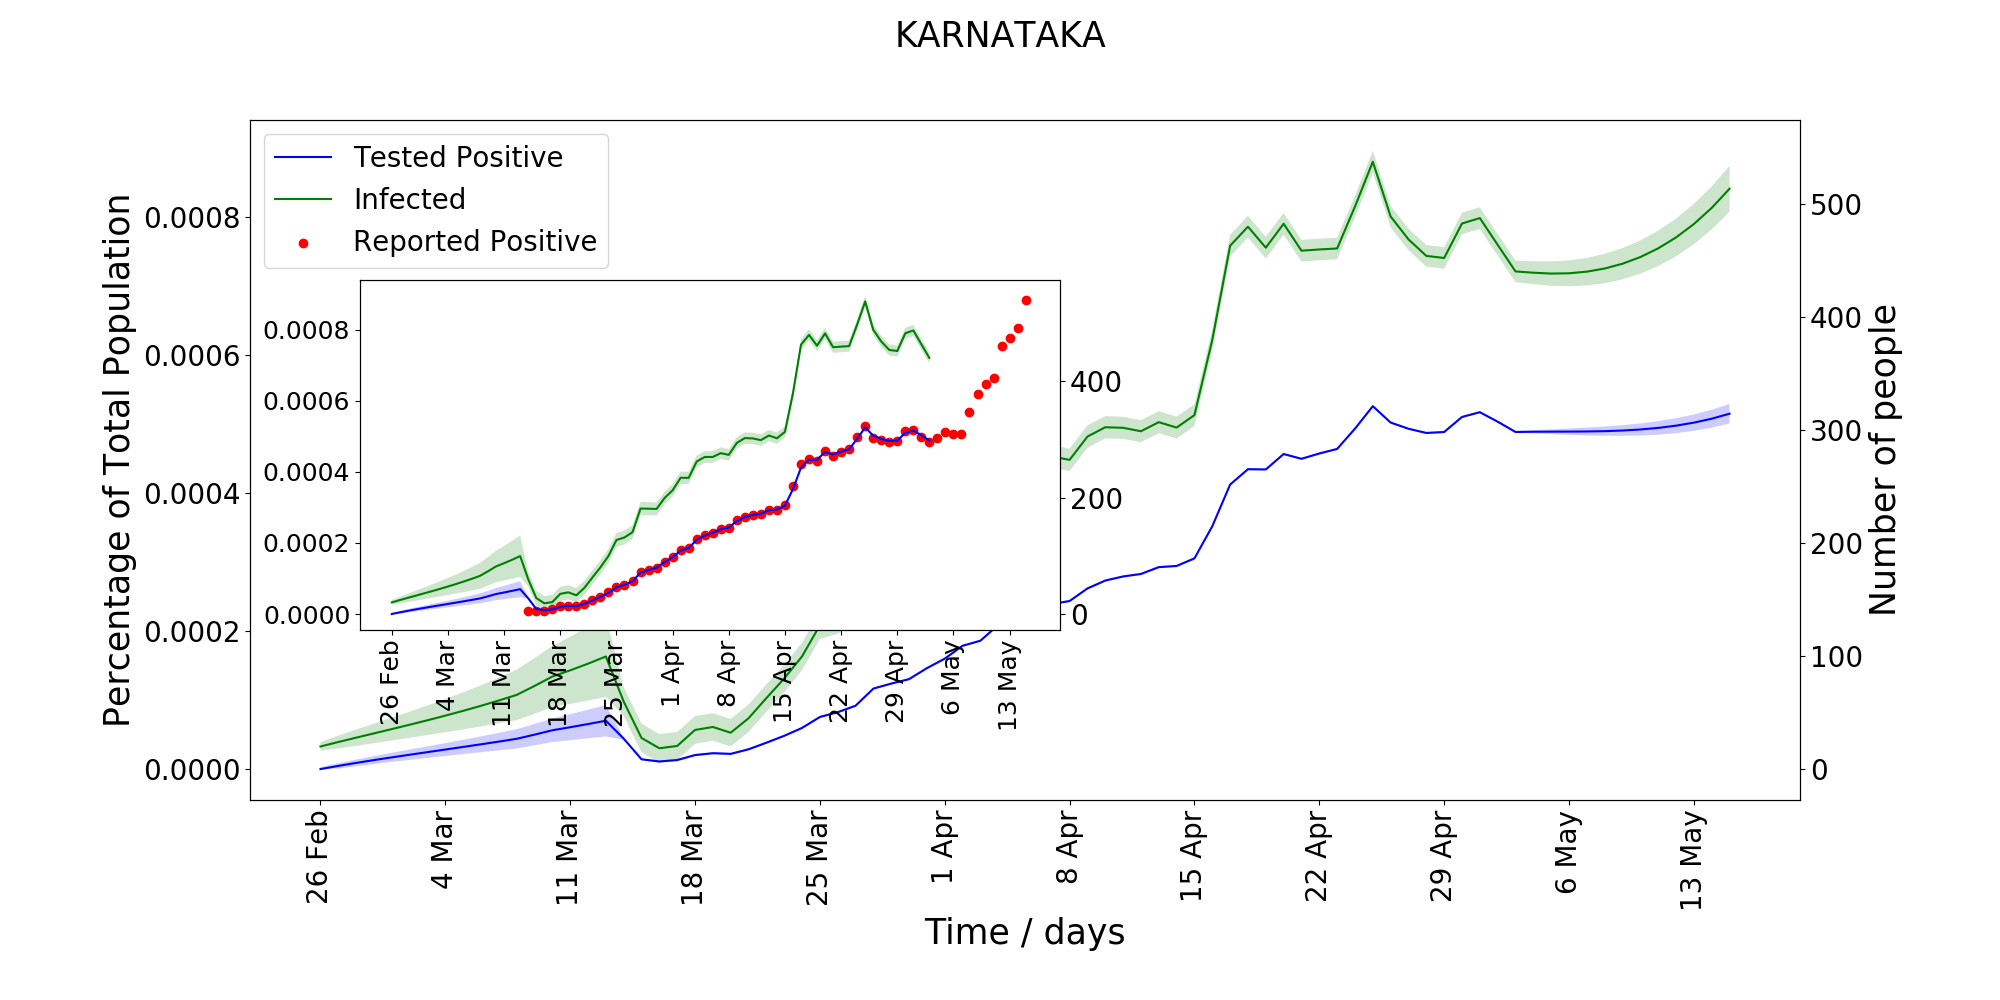 KARNATAKA
Tested Positive
Infected
Reported Positive
Percentage of Total Population
0.0008
0.0006
0.0004
0.0002
0.0000
0.0008
0.0006
0.0004
0.0002
0.0000
400
200
0
26 Feb
4 Mar
11 Mar
18 Mar
25 Mar
1 Apr
8 Apr
15 Apr
22 Apr
29 Apr
6 May
13 May
500
400
300
200
100
0
Number of people
26 Feb
4 Mar
11 Mar
18 Mar
25 Mar
1 Apr
8 Apr
15 Apr
22 Apr
29 Apr
6 May
13 May
Time / days